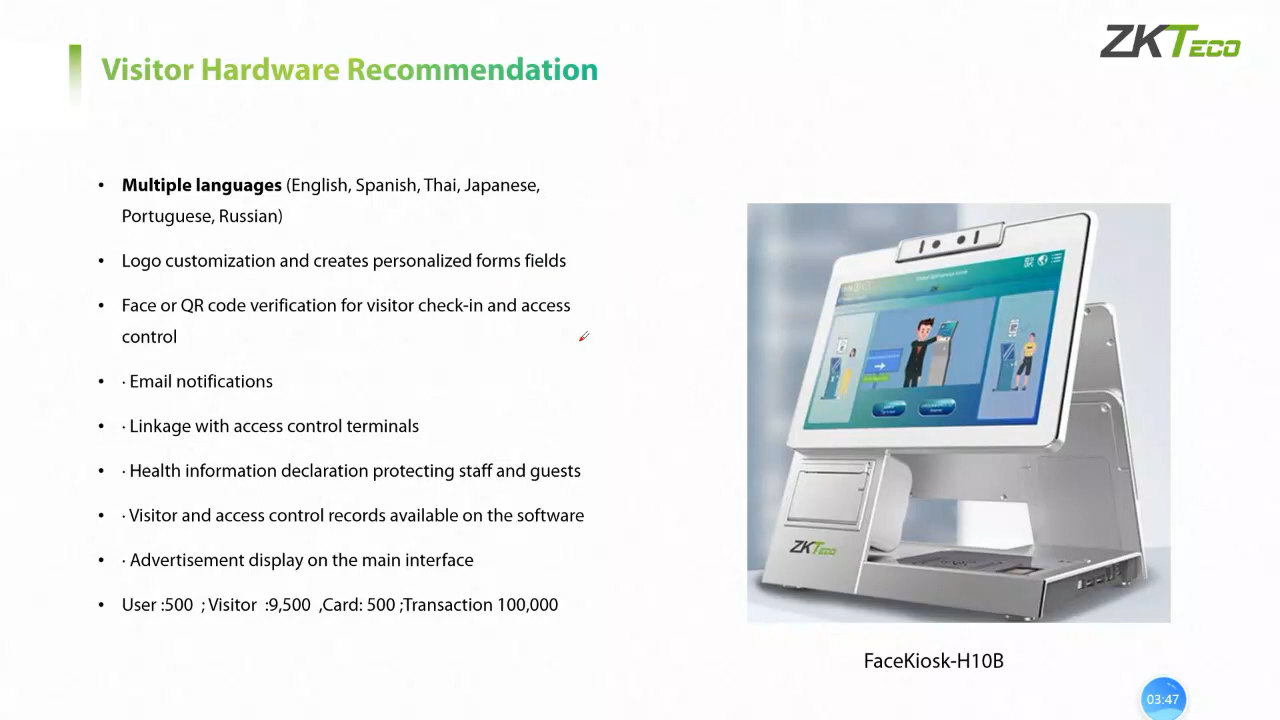 ZKTECO
Visitor Hardware Recommendation
• Multiple languages (English, Spanish, Thai, Japanese,
Portuguese, Russian)
• Logo customization and creates personalized forms fields
• Face or QR code verification for visitor check-in and access
control
• · Email notifications
• · Linkage with access control terminals
• · Health information declaration protecting staff and guests
• · Visitor and access control records available on the software
• · Advertisement display on the main interface
• User :500 ; Visitor :9,500 ,Card: 500 ;Transaction 100,000
ZKTECO
FaceKiosk-H10B
03:47